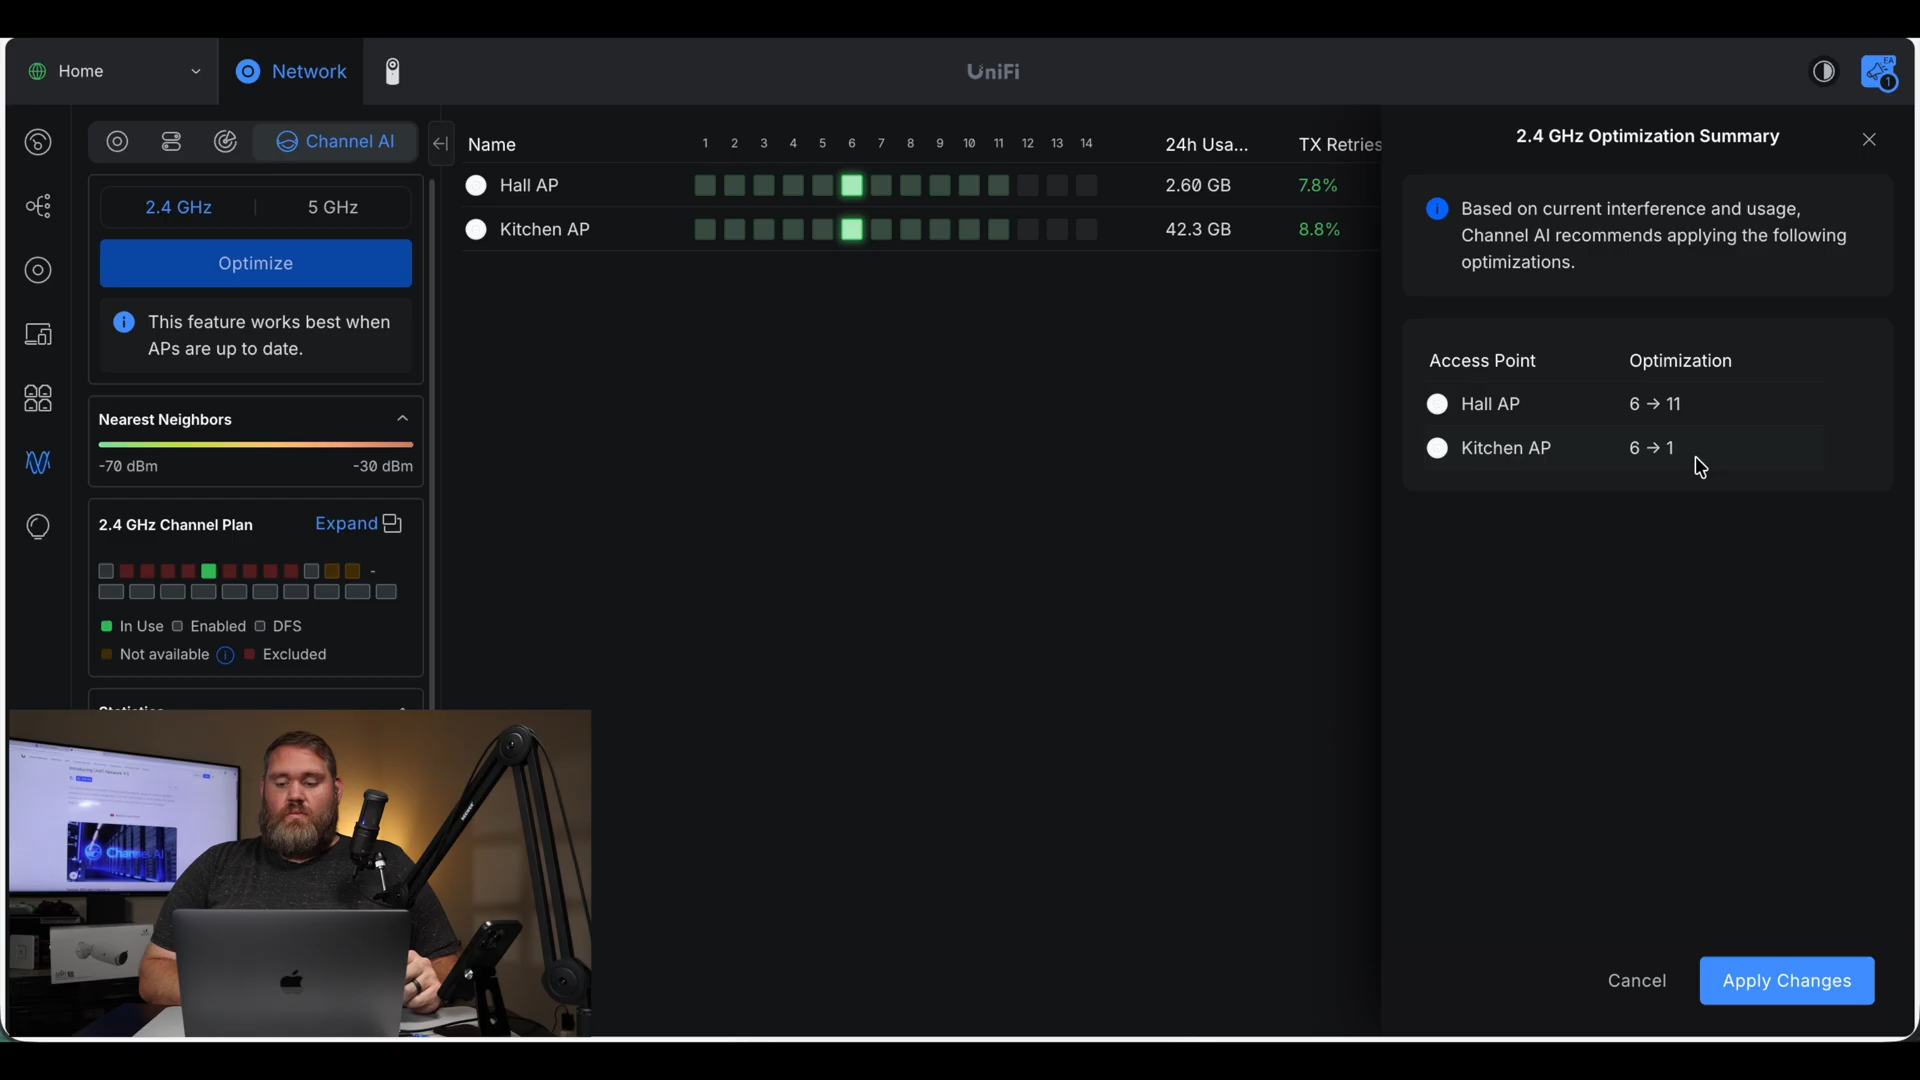 Home
Network
UniFi
EA
1
Channel AI
2.4 GHz
5 GHz
Optimize
This feature works best when
APs are up to date.
Nearest Neighbors
-70 dBm
-30 dBm
2.4 GHz Channel Plan
Expand
-
In Use
Enabled
DFS
Not available
Excluded
Statistics
Name
1 2 3 4 5 6 7 8 9 10 11 12 13 14
24h Usa...
TX Retries
Hall AP
2.60 GB
7.8%
Kitchen AP
42.3 GB
8.8%
2.4 GHz Optimization Summary
Based on current interference and usage,
Channel AI recommends applying the following
optimizations.
Access Point
Optimization
Hall AP
6 → 11
Kitchen AP
6 → 1
Cancel
Apply Changes
Channel AI